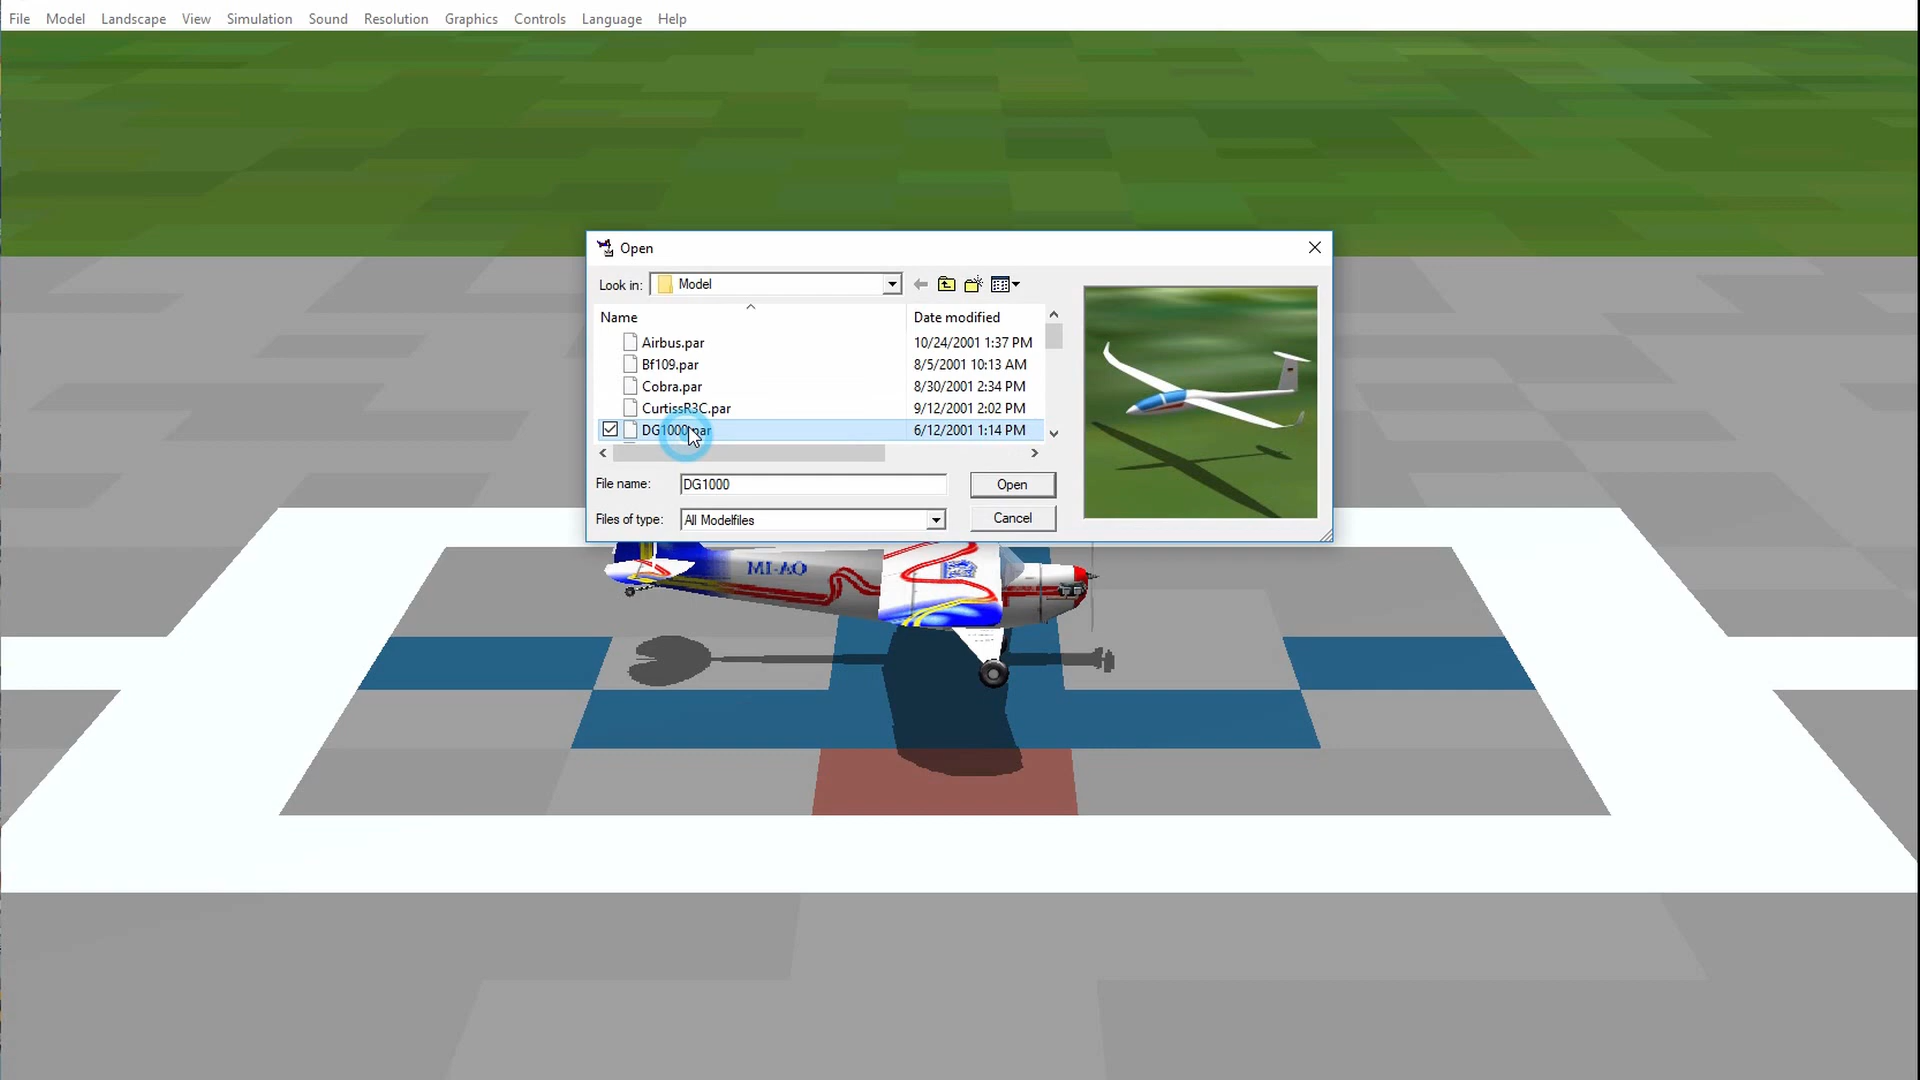 File Model Landscape View Simulation Sound Resolution Graphics Controls Language Help
Open
Look in: Model
Name Date modified
Airbus.par 10/24/2001 1:37 PM
Bf109.par 8/5/2001 10:13 AM
Cobra.par 8/30/2001 2:34 PM
CurtissR3C.par 9/12/2001 2:02 PM
DG1000.par 6/12/2001 1:14 PM
File name: DG1000 Open
Files of type: All Modelfiles Cancel
MI-AO